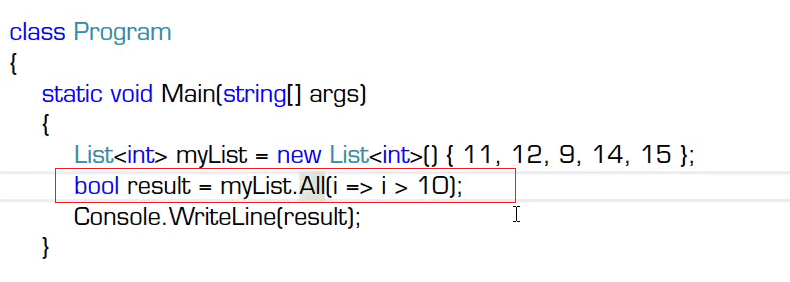 class Program
{
static void Main(string[] args)
{
List<int> myList = new List<int>() { 11, 12, 9, 14, 15 };
bool result = myList.All(i => i > 10);
Console.WriteLine(result);
}